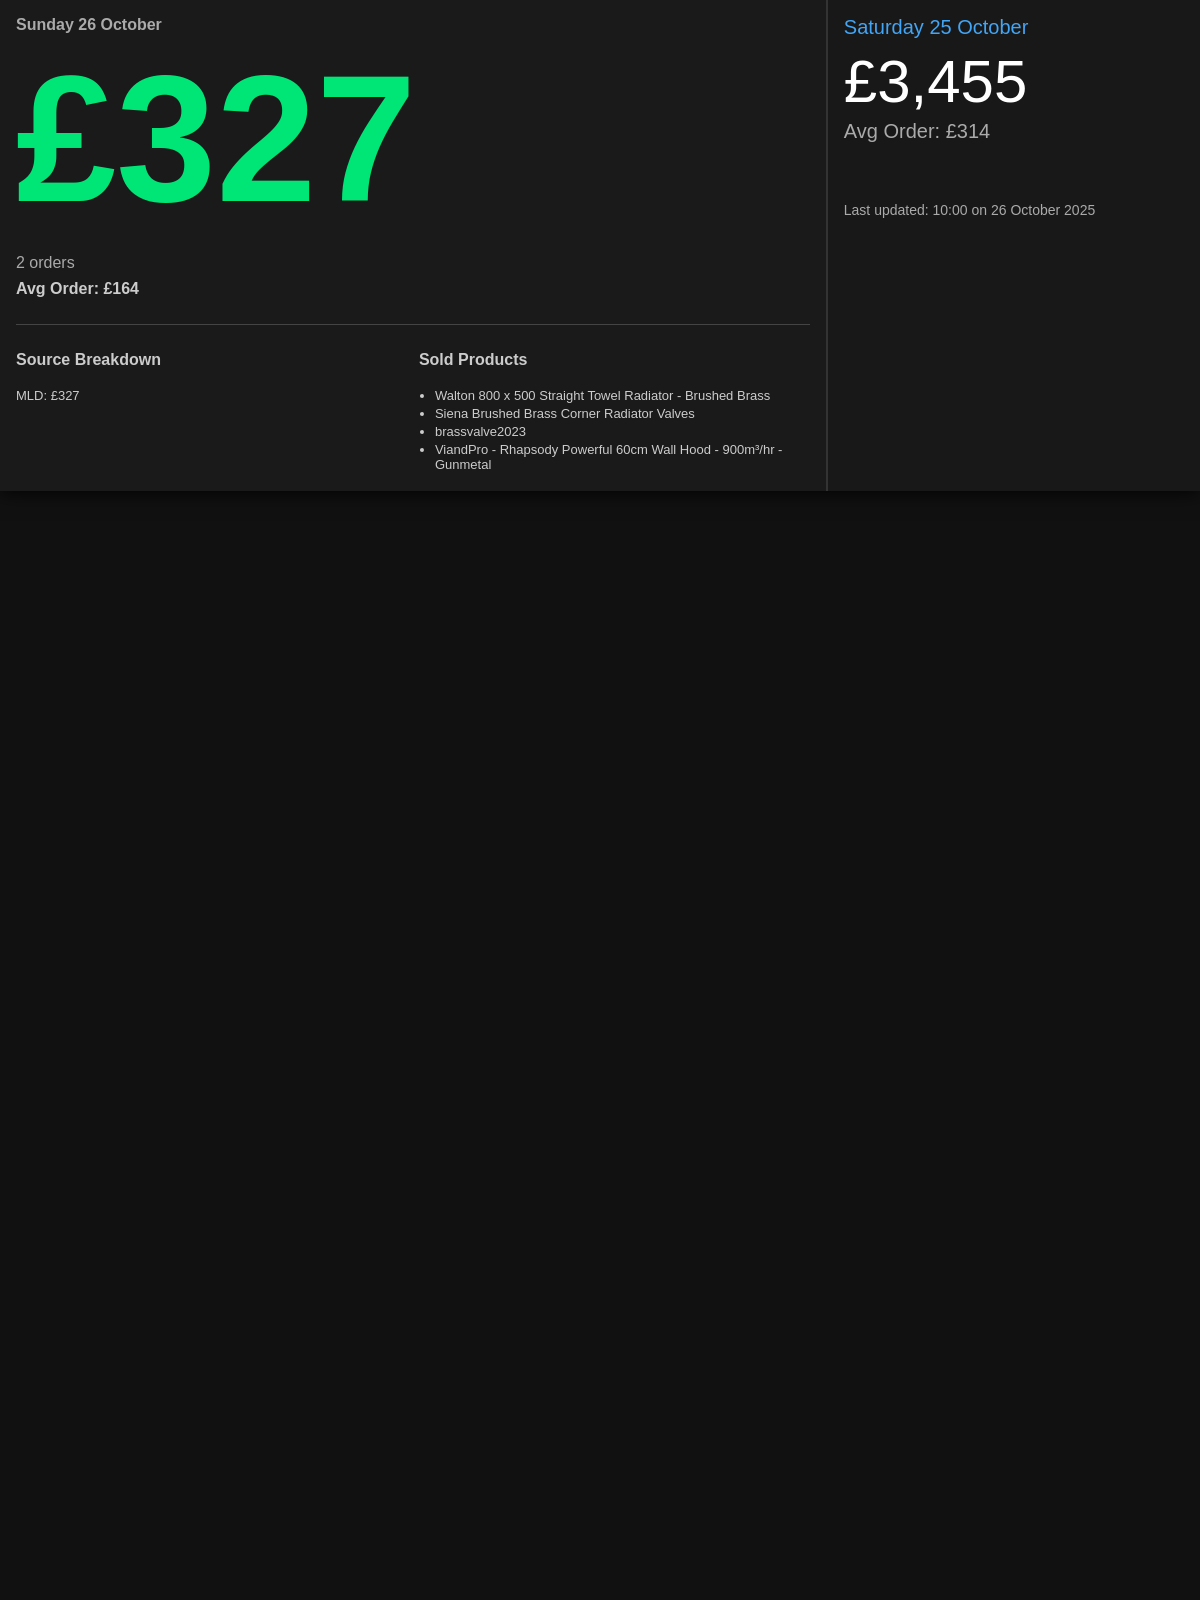 Sunday 26 October
£327
2 orders
Avg Order: £164
Source Breakdown
MLD: £327
Sold Products
• Walton 800 x 500 Straight Towel Radiator - Brushed Brass
• Siena Brushed Brass Corner Radiator Valves
• brassvalve2023
• ViandPro - Rhapsody Powerful 60cm Wall Hood - 900m³/hr -
Gunmetal
Saturday 25 October
£3,455
Avg Order: £314
Last updated: 10:00 on 26 October 2025